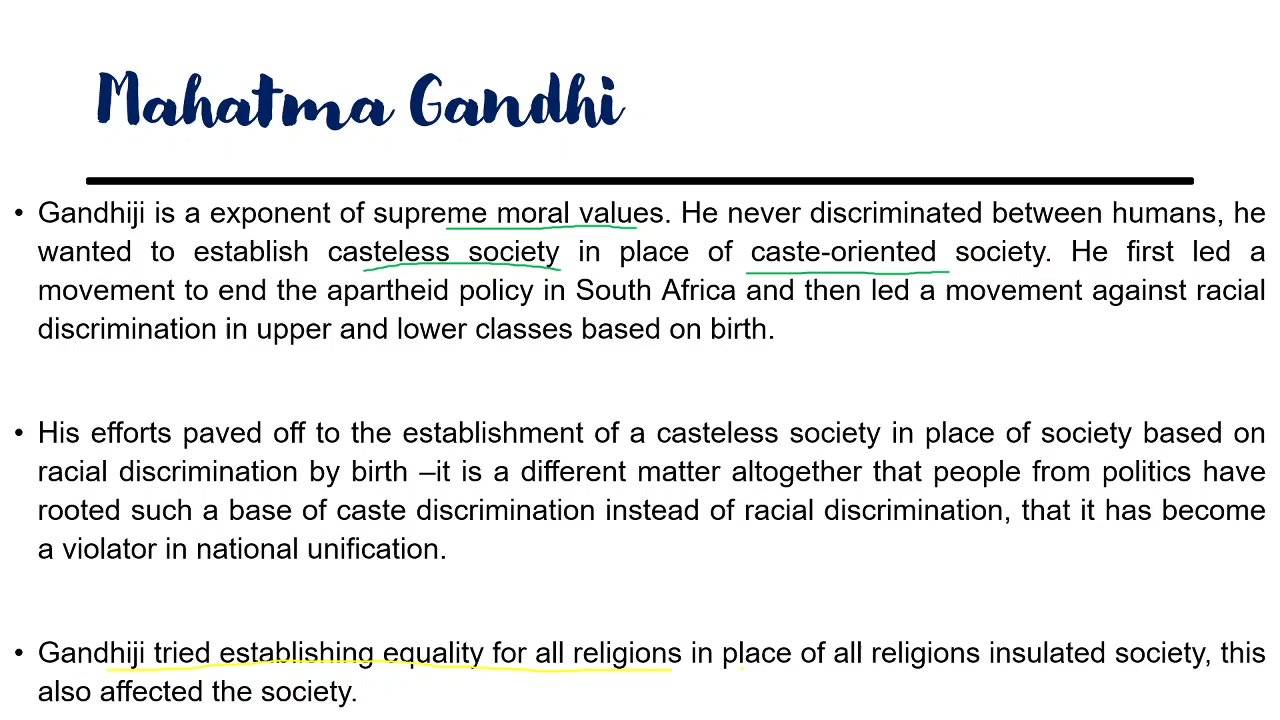 Mahatma Gandhi
• Gandhiji is a exponent of supreme moral values. He never discriminated between humans, he
wanted to establish casteless society in place of caste-oriented society. He first led a
movement to end the apartheid policy in South Africa and then led a movement against racial
discrimination in upper and lower classes based on birth.
• His efforts paved off to the establishment of a casteless society in place of society based on
racial discrimination by birth –it is a different matter altogether that people from politics have
rooted such a base of caste discrimination instead of racial discrimination, that it has become
a violator in national unification.
• Gandhiji tried establishing equality for all religions in place of all religions insulated society, this
also affected the society.